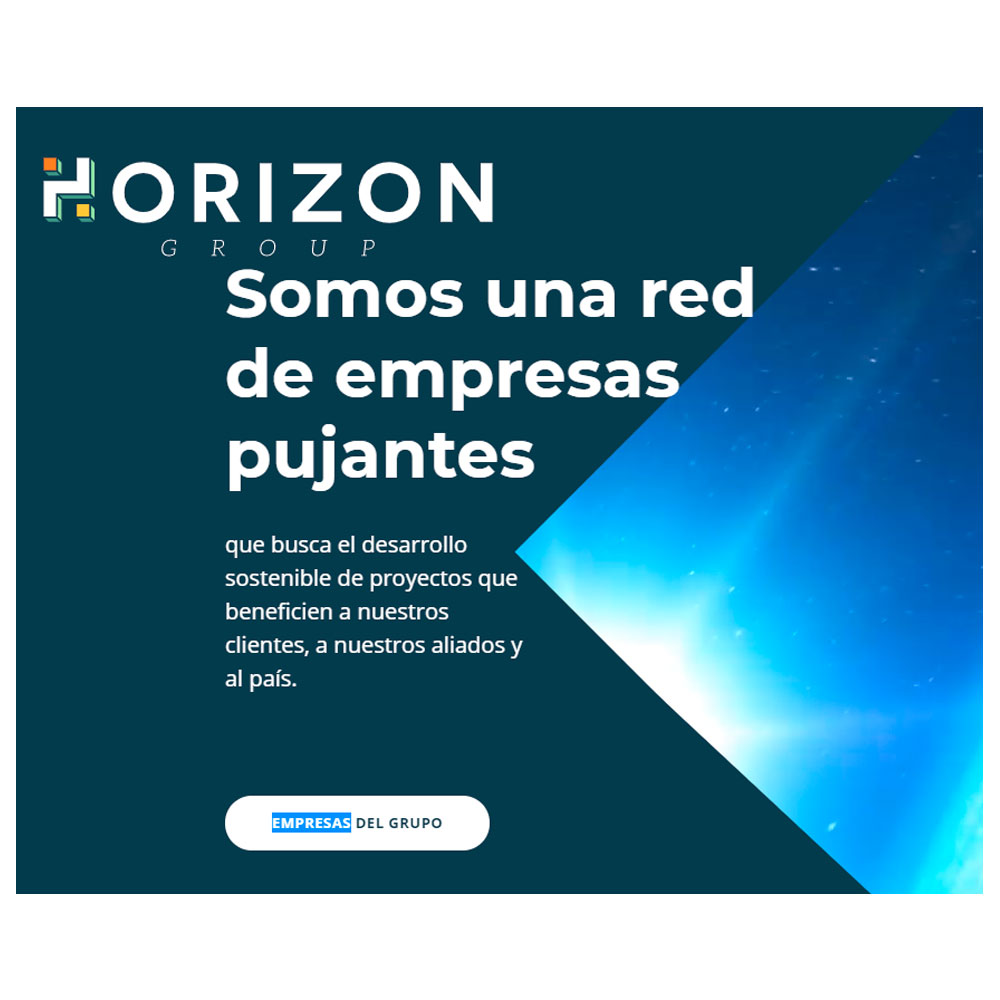 HORIZON
GROUP
Somos una red
de empresas
pujantes
que busca el desarrollo
sostenible de proyectos que
beneficien a nuestros
clientes, a nuestros aliados y
al país.
EMPRESAS DEL GRUPO